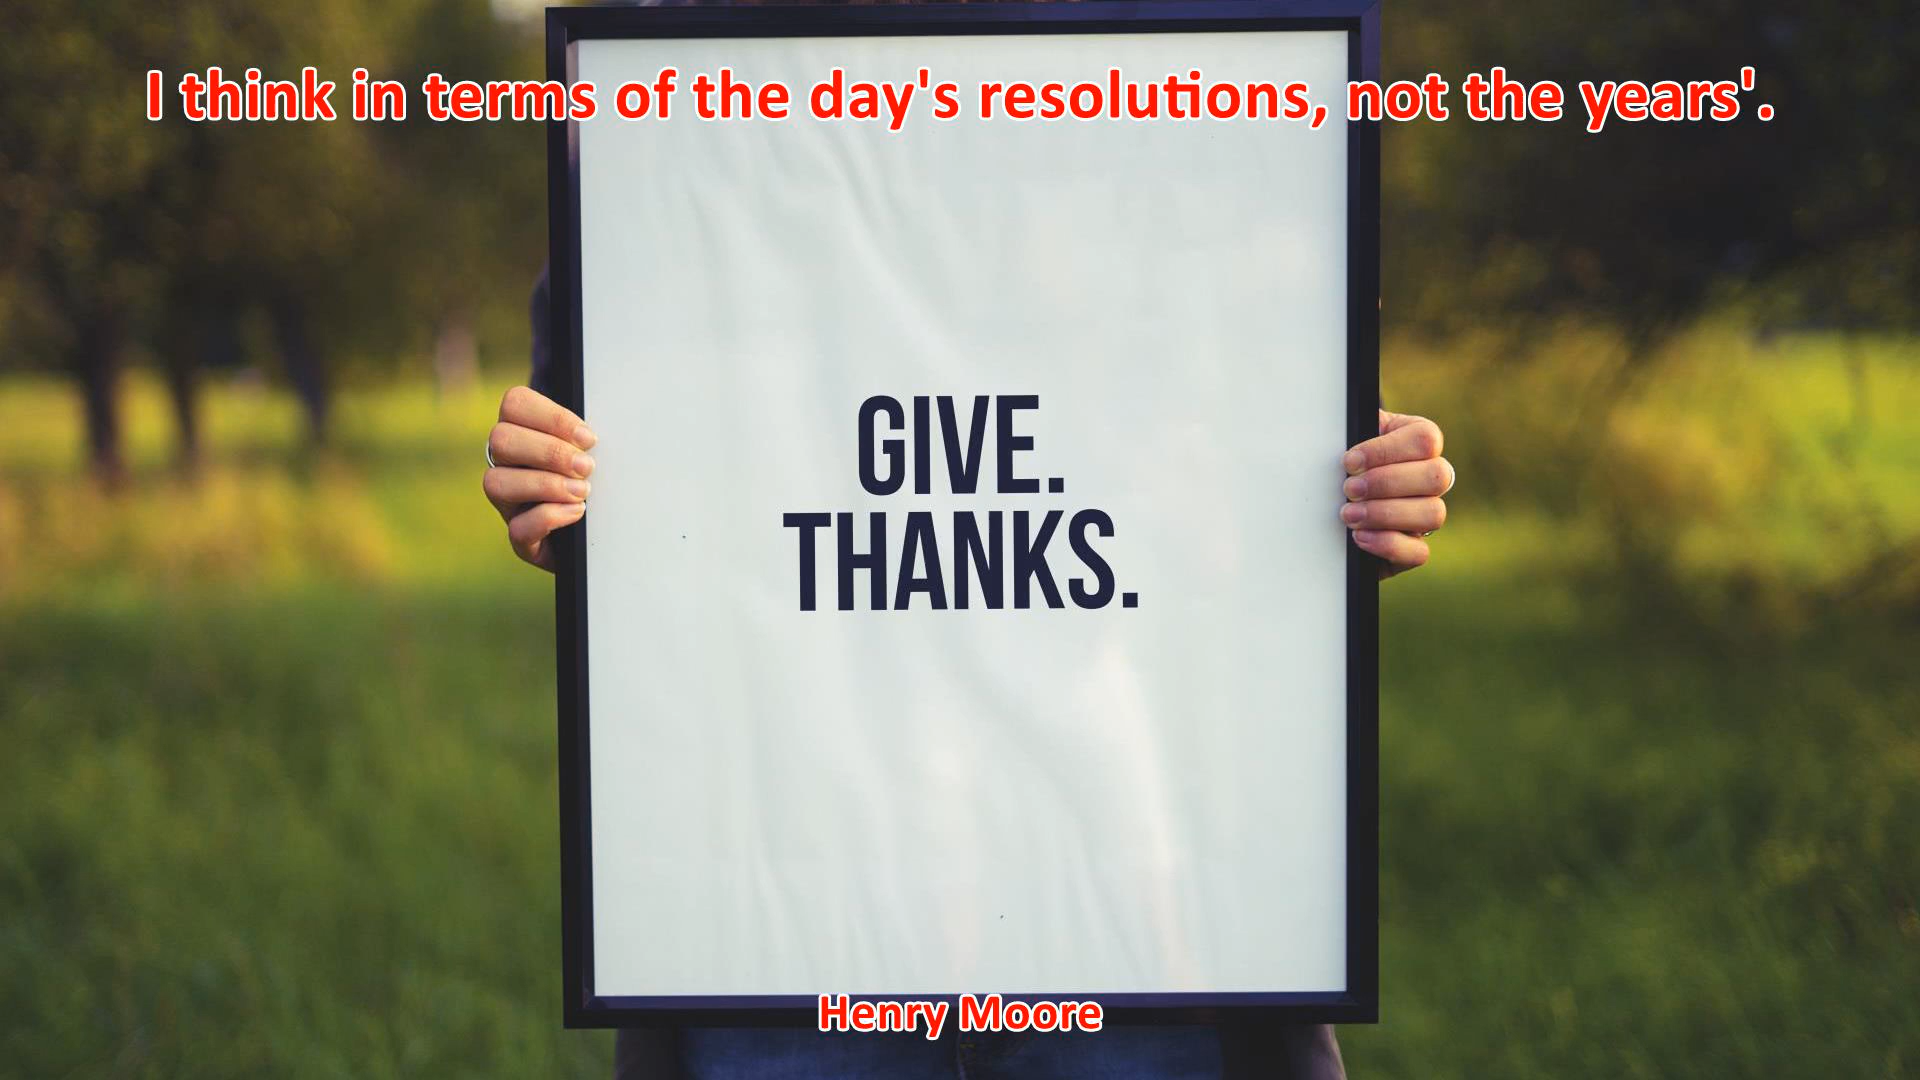 I think in terms of the day's resolutions, not the years'.
GIVE.
THANKS.
Henry Moore